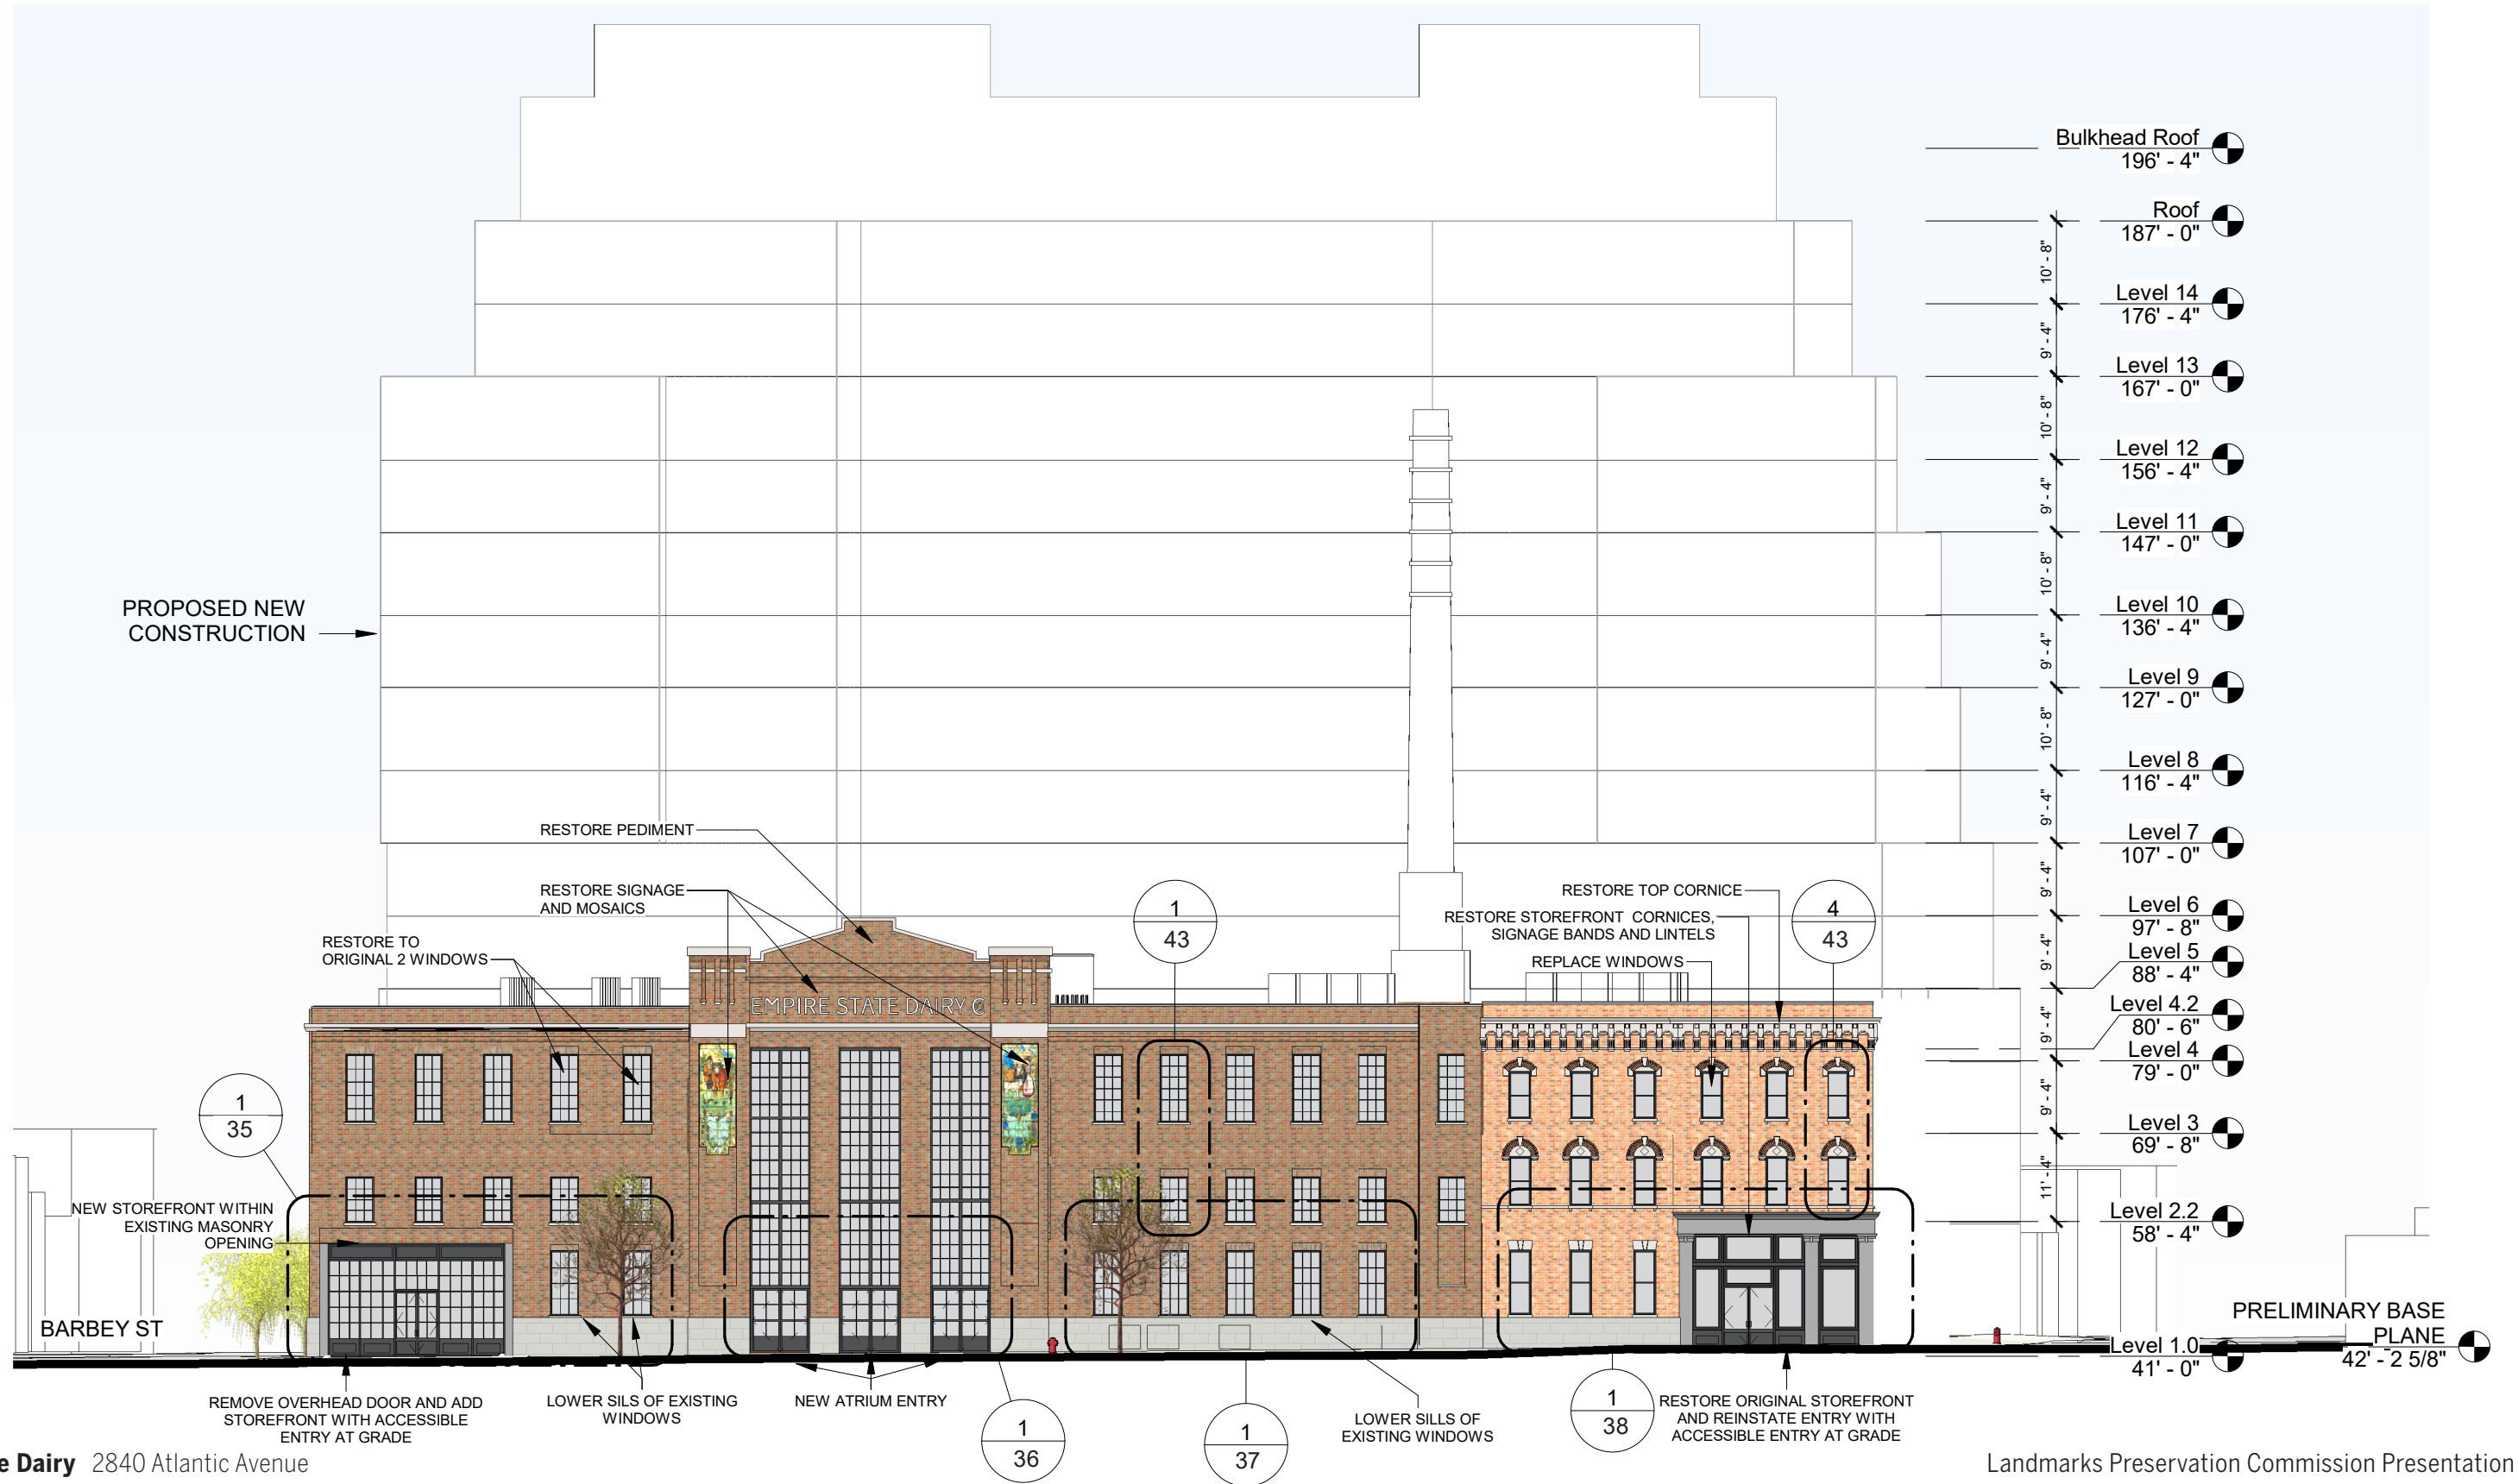 Bulkhead Roof
196' - 4"
Roof
187' - 0"
10' - 8"
Level 14
176' - 4"
9' - 4"
Level 13
167' - 0"
10' - 8"
Level 12
156' - 4"
9' - 4"
Level 11
147' - 0"
10' - 8"
Level 10
136' - 4"
9' - 4"
Level 9
127' - 0"
10' - 8"
Level 8
116' - 4"
9' - 4"
Level 7
107' - 0"
9' - 4"
Level 6
97' - 8"
9' - 4"
Level 5
88' - 4"
9' - 4"
Level 4.2
80' - 6"
Level 4
79' - 0"
9' - 4"
Level 3
69' - 8"
11' - 4"
Level 2.2
58' - 4"
Level 1.0
41' - 0"
PRELIMINARY BASE
PLANE
42' - 2 5/8"
PROPOSED NEW
CONSTRUCTION
RESTORE PEDIMENT
RESTORE SIGNAGE
AND MOSAICS
RESTORE TO
ORIGINAL 2 WINDOWS
1
43
RESTORE TOP CORNICE
RESTORE STOREFRONT CORNICES,
SIGNAGE BANDS AND LINTELS
REPLACE WINDOWS
4
43
EMPIRE STATE DAIRY Co
1
35
NEW STOREFRONT WITHIN
EXISTING MASONRY
OPENING
BARBEY ST
REMOVE OVERHEAD DOOR AND ADD
STOREFRONT WITH ACCESSIBLE
ENTRY AT GRADE
LOWER SILS OF EXISTING
WINDOWS
NEW ATRIUM ENTRY
1
36
1
37
LOWER SILLS OF
EXISTING WINDOWS
1
38
RESTORE ORIGINAL STOREFRONT
AND REINSTATE ENTRY WITH
ACCESSIBLE ENTRY AT GRADE
e Dairy 2840 Atlantic Avenue
Landmarks Preservation Commission Presentation